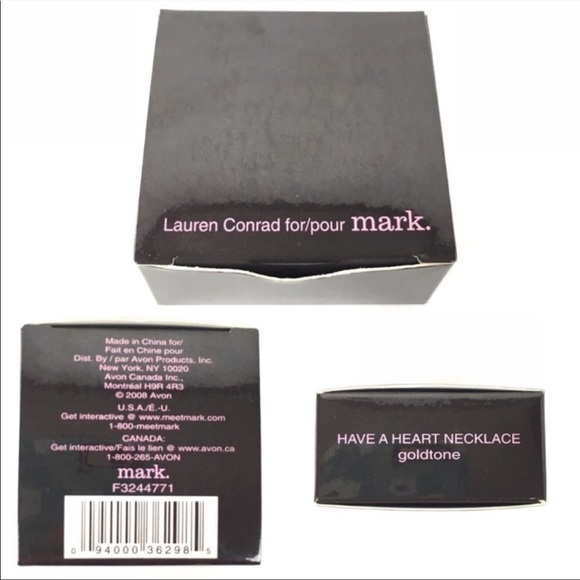 Lauren Conrad for/pour mark.
Made in China for/
Fait en Chine pour
Dist. By / par Avon Products, Inc.
New York, NY 10020
Avon Canada Inc.,
Montréal H9R 4R3
© 2008 Avon
U.S.A./É.-U.
Get interactive @ www.meetmark.com
1-800-meetmark
CANADA:
Get interactive/Fais le lien @ www.avon.ca
1-800-265-AVON
mark.
F3244771
0 94000 36298 5
HAVE A HEART NECKLACE
goldtone